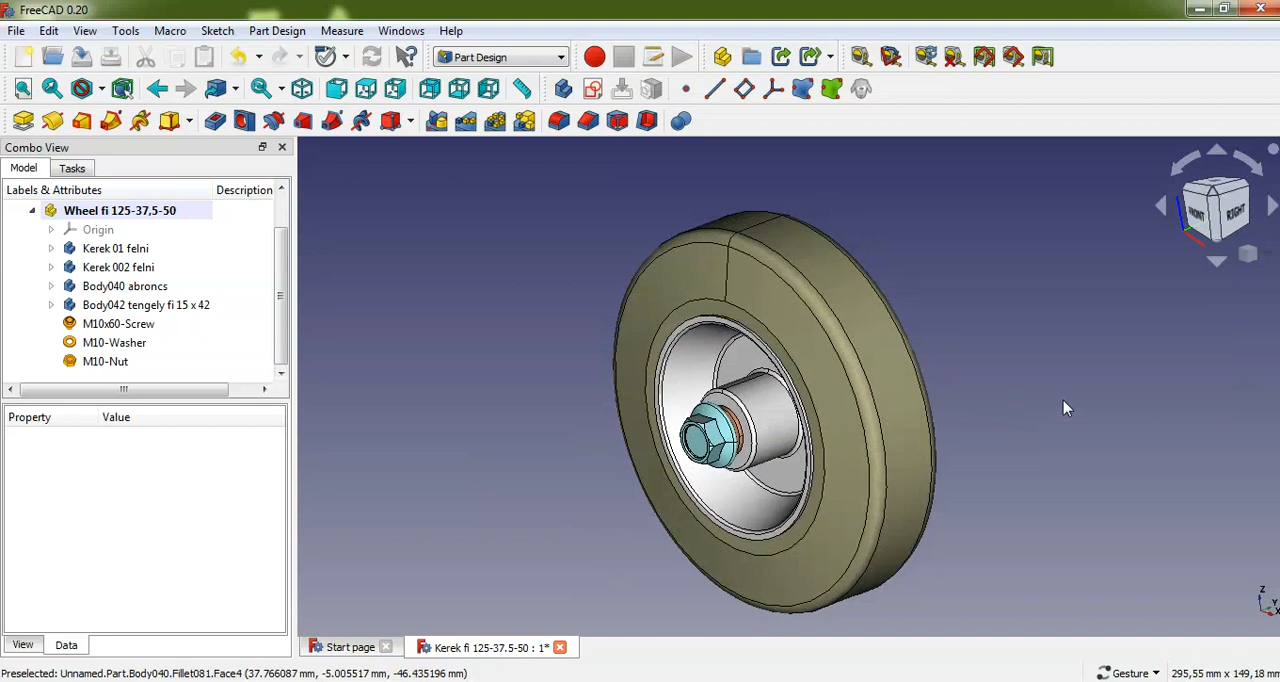 FreeCAD 0.20
File Edit View Tools Macro Sketch Part Design Measure Windows Help
Part Design
Combo View
Model Tasks
Labels & Attributes Description
Wheel fi 125-37,5-50
Origin
Kerek 01 felni
Kerek 002 felni
Body040 abroncs
Body042 tengely fi 15 x 42
M10x60-Screw
M10-Washer
M10-Nut
Property Value
FRONT RIGHT
Z
Y
X
View Data
Start page Kerek fi 125-37.5-50 : 1*
Preselected: Unnamed.Part.Body040.Fillet081.Face4 (37.766087 mm, -5.005517 mm, -46.435196 mm) Gesture 295,55 mm x 149,18 mm